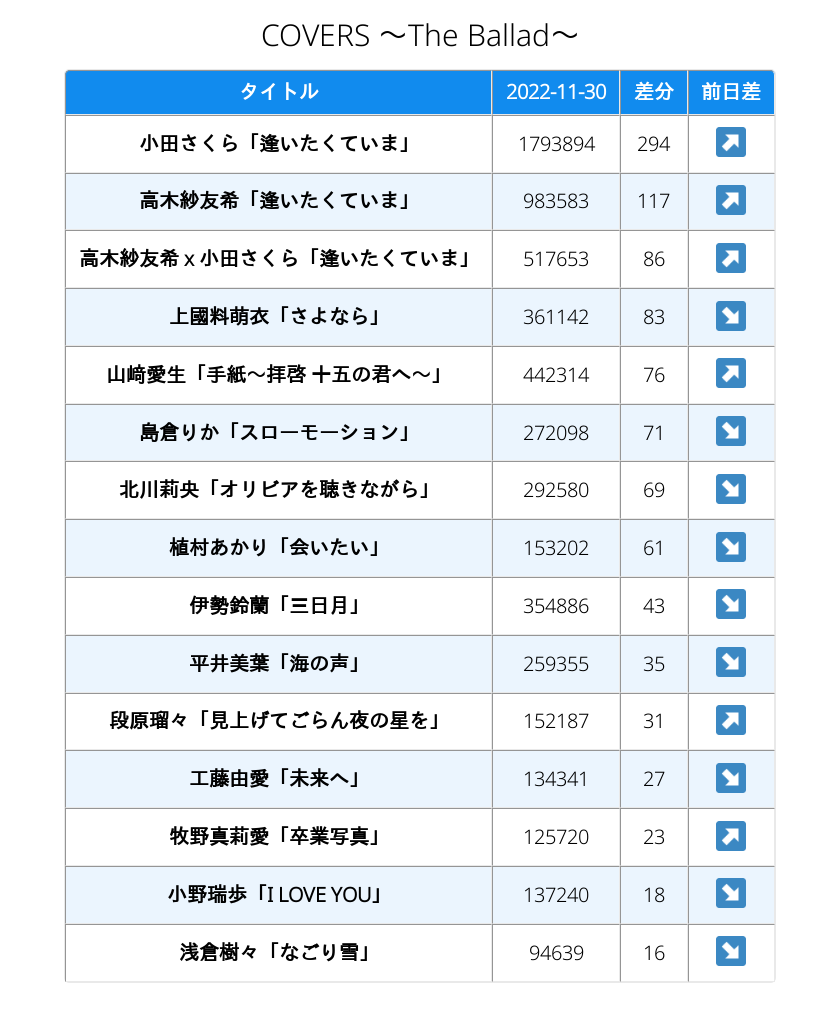 COVERS ～The Ballad～
タイトル 2022-11-30 差分 前日差
小田さくら「逢いたくていま」 1793894 294 ↗
高木紗友希「逢いたくていま」 983583 117 ↗
高木紗友希 x 小田さくら「逢いたくていま」 517653 86 ↗
上國料萌衣「さよなら」 361142 83 ↘
山﨑愛生「手紙～拝啓 十五の君へ～」 442314 76 ↗
島倉りか「スローモーション」 272098 71 ↘
北川莉央「オリビアを聴きながら」 292580 69 ↘
植村あかり「会いたい」 153202 61 ↘
伊勢鈴蘭「三日月」 354886 43 ↘
平井美葉「海の声」 259355 35 ↘
段原瑠々「見上げてごらん夜の星を」 152187 31 ↗
工藤由愛「未来へ」 134341 27 ↘
牧野真莉愛「卒業写真」 125720 23 ↗
小野瑞歩「I LOVE YOU」 137240 18 ↘
浅倉樹々「なごり雪」 94639 16 ↘